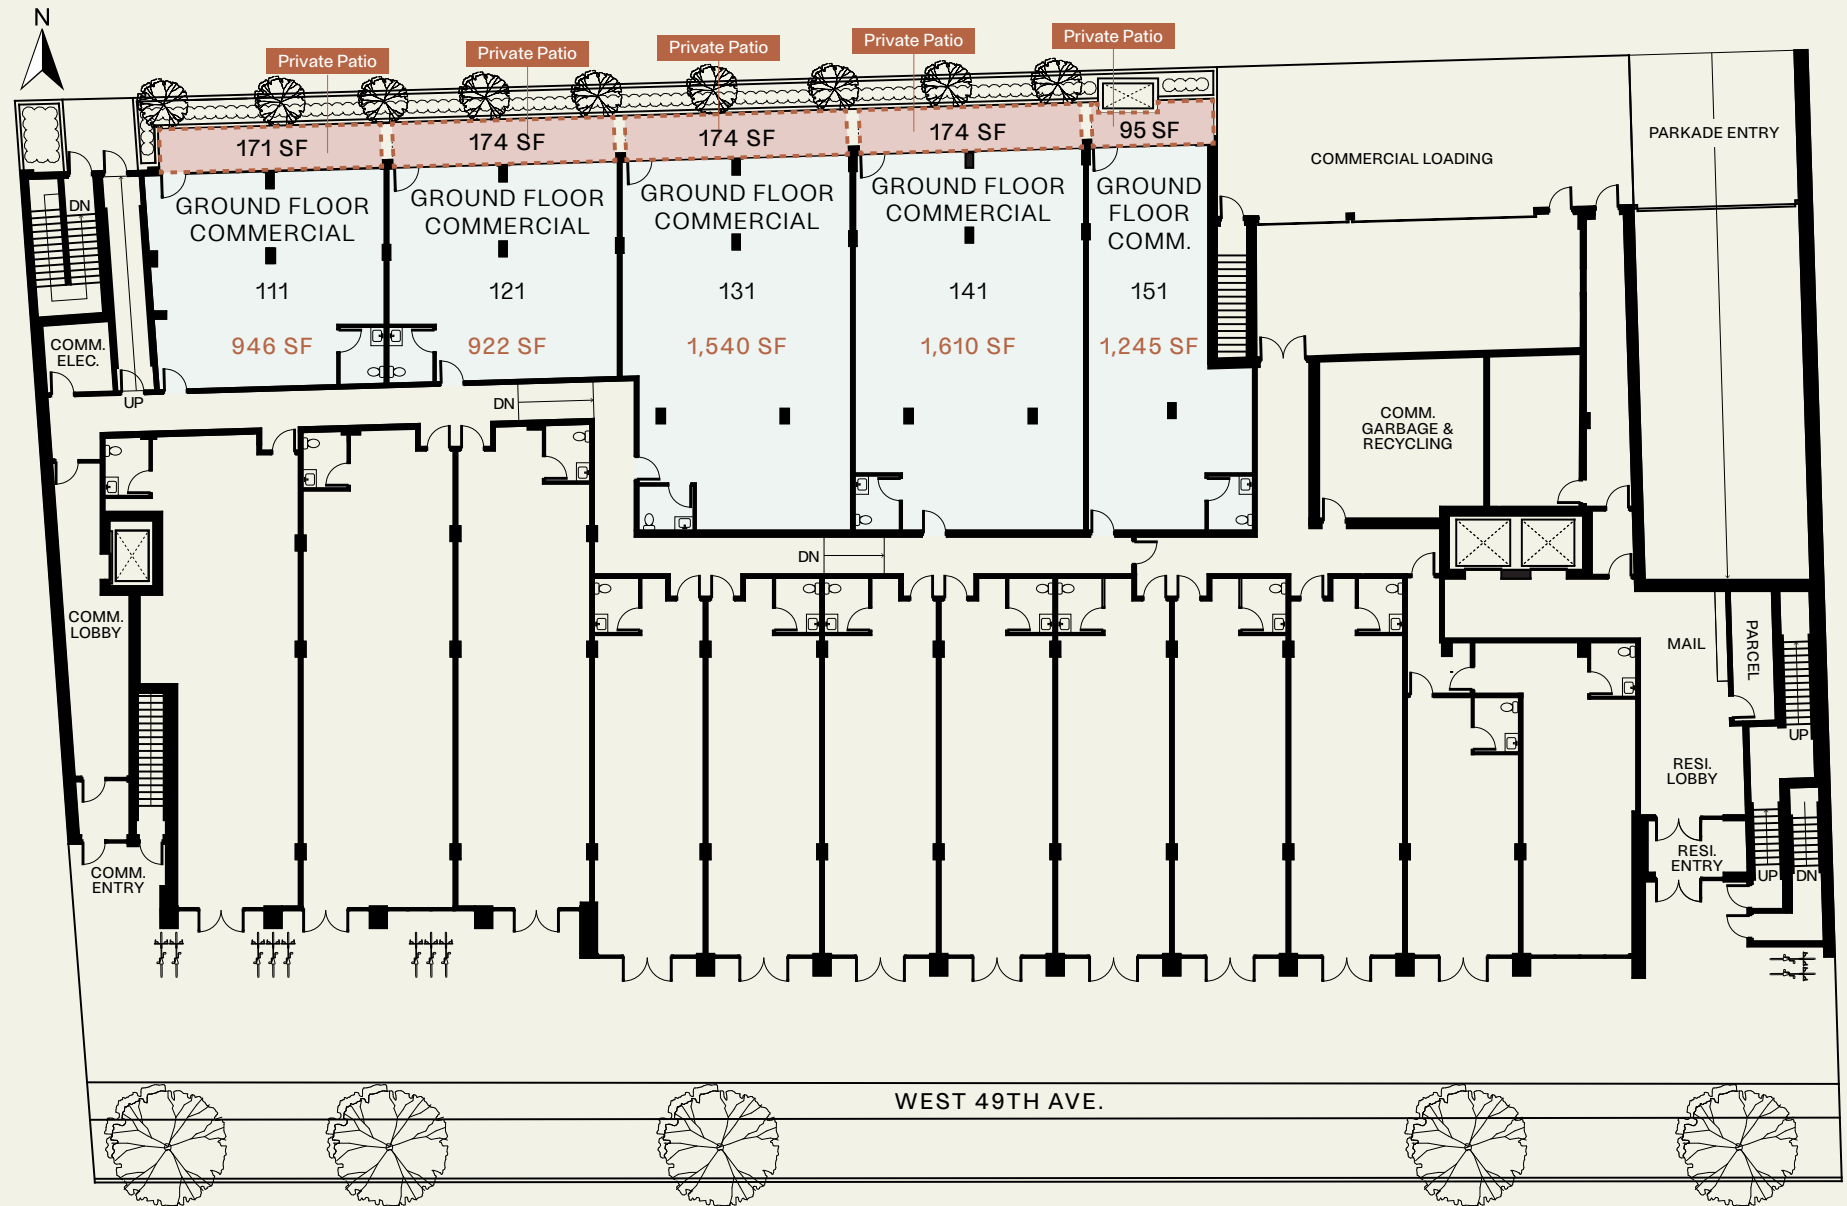 N
Private Patio
Private Patio
Private Patio
Private Patio
Private Patio
171 SF
174 SF
174 SF
174 SF
95 SF
PARKADE ENTRY
COMMERCIAL LOADING
DN
GROUND FLOOR
COMMERCIAL
111
946 SF
GROUND FLOOR
COMMERCIAL
121
922 SF
GROUND FLOOR
COMMERCIAL
131
1,540 SF
GROUND FLOOR
COMMERCIAL
141
1,610 SF
GROUND
FLOOR
COMM.
151
1,245 SF
COMM.
ELEC.
UP
DN
COMM.
GARBAGE &
RECYCLING
DN
COMM.
LOBBY
MAIL
PARCEL
UP
RESI.
LOBBY
COMM.
ENTRY
RESI.
ENTRY
UP
DN
WEST 49TH AVE.